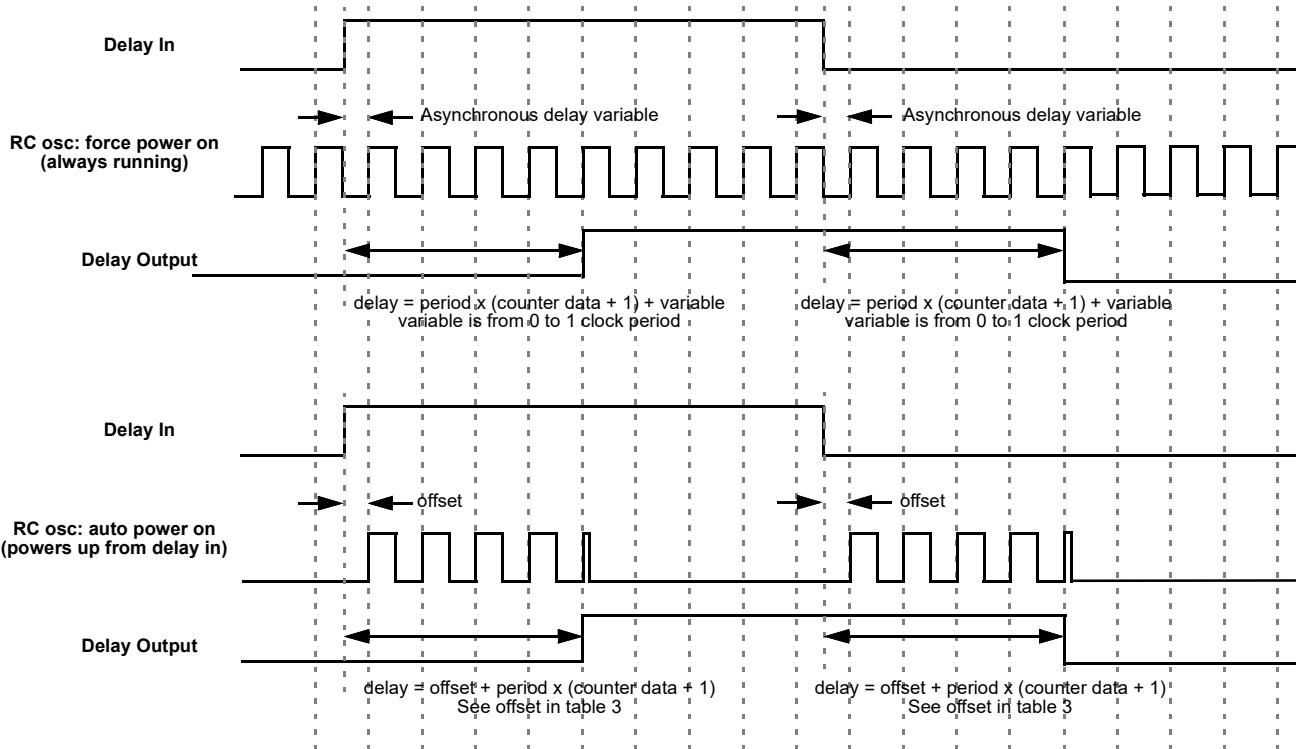 Delay In
Asynchronous delay variable
Asynchronous delay variable
RC osc: force power on
(always running)
Delay Output
delay = period x (counter data + 1) + variable
variable is from 0 to 1 clock period
delay = period x (counter data + 1) + variable
variable is from 0 to 1 clock period
Delay In
offset
offset
RC osc: auto power on
(powers up from delay in)
Delay Output
delay = offset + period x (counter data + 1)
See offset in table 3
delay = offset + period x (counter data + 1)
See offset in table 3